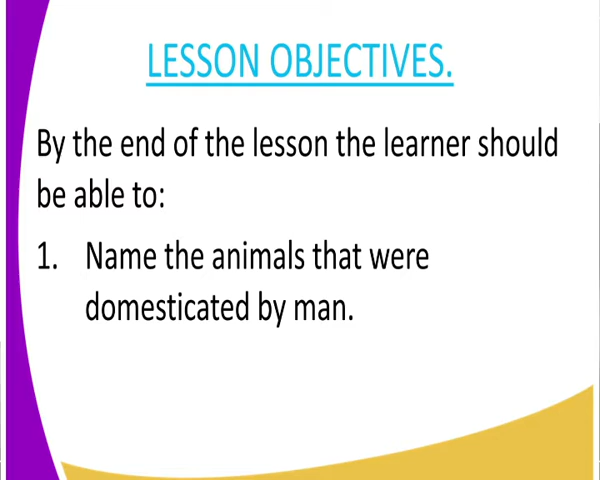 LESSON OBJECTIVES.
By the end of the lesson the learner should
be able to:
1. Name the animals that were
domesticated by man.